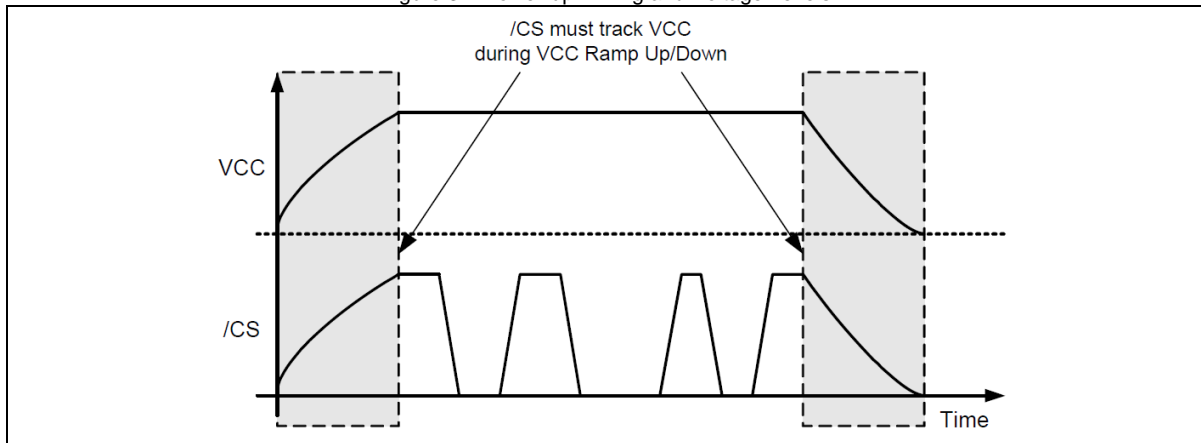 /CS must track VCC
during VCC Ramp Up/Down
VCC
/CS
Time